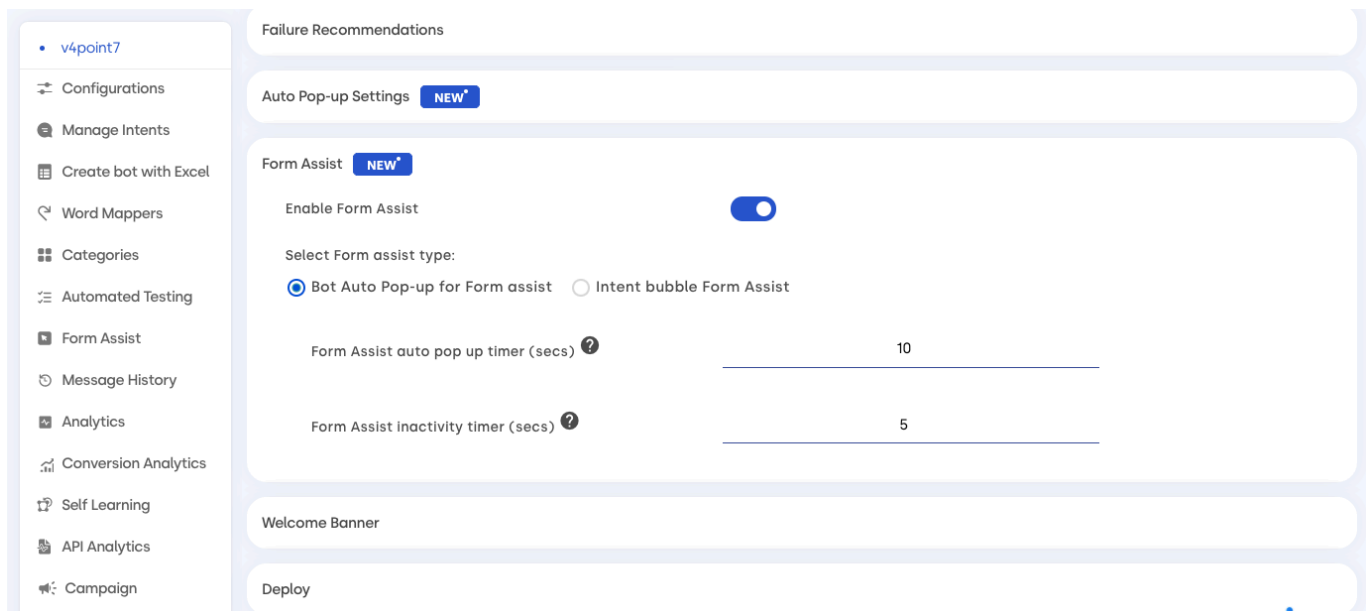 v4point7
Configurations
Manage Intents
Create bot with Excel
Word Mappers
Categories
Automated Testing
Form Assist
Message History
Analytics
Conversion Analytics
Self Learning
API Analytics
Campaign
Failure Recommendations
Auto Pop-up Settings NEW
Form Assist NEW
Enable Form Assist
Select Form assist type:
Bot Auto Pop-up for Form assist Intent bubble Form Assist
Form Assist auto pop up timer (secs) ? 10
Form Assist inactivity timer (secs) ? 5
Welcome Banner
Deploy